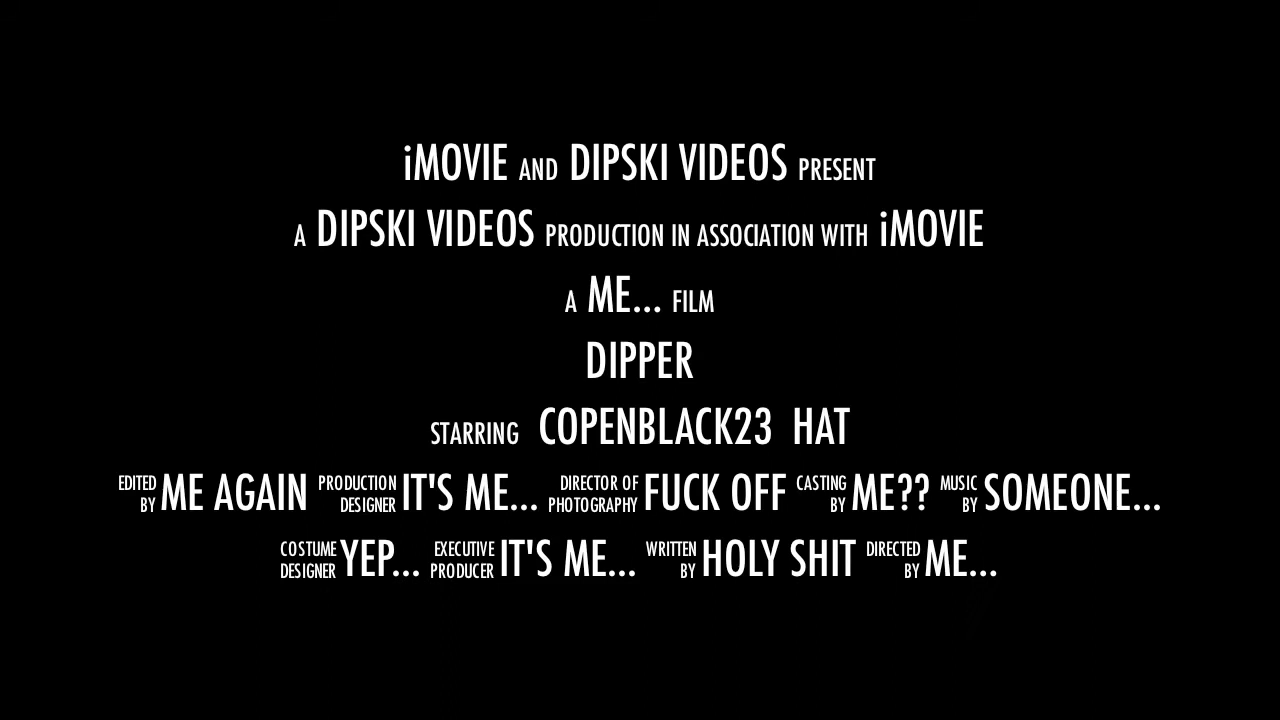 iMOVIE AND DIPSKI VIDEOS PRESENT
A DIPSKI VIDEOS PRODUCTION IN ASSOCIATION WITH iMOVIE
A ME... FILM
DIPPER
STARRING COPENBLACK23 HAT
EDITED BY ME AGAIN PRODUCTION DESIGNER IT'S ME... DIRECTOR OF PHOTOGRAPHY FUCK OFF CASTING BY ME?? MUSIC BY SOMEONE...
COSTUME DESIGNER YEP... EXECUTIVE PRODUCER IT'S ME... WRITTEN BY HOLY SHIT DIRECTED BY ME...